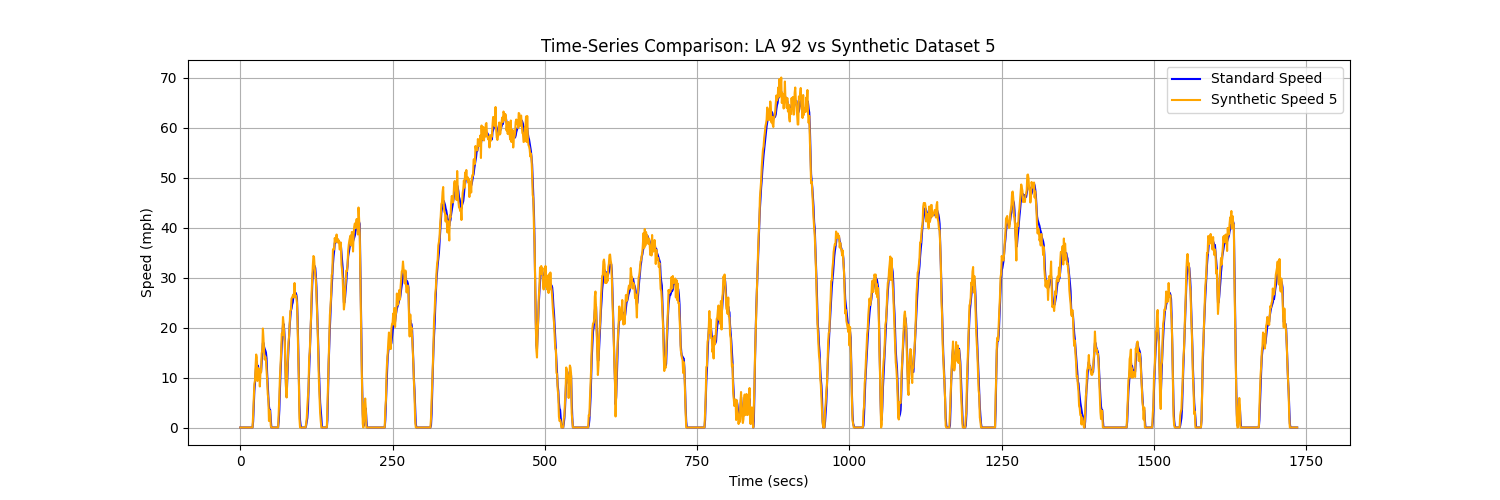 Time-Series Comparison: LA 92 vs Synthetic Dataset 5
Standard Speed
Synthetic Speed 5
Speed (mph)
70
60
50
40
30
20
10
0
0 250 500 750 1000 1250 1500 1750
Time (secs)